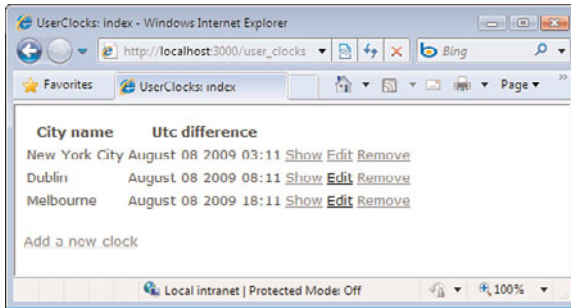 UserClocks: index - Windows Internet Explorer
http://localhost:3000/user_clocks
Bing
Favorites UserClocks: index Page
City name Utc difference
New York City August 08 2009 03:11 Show Edit Remove
Dublin August 08 2009 08:11 Show Edit Remove
Melbourne August 08 2009 18:11 Show Edit Remove
Add a new clock
Local intranet | Protected Mode: Off 100%